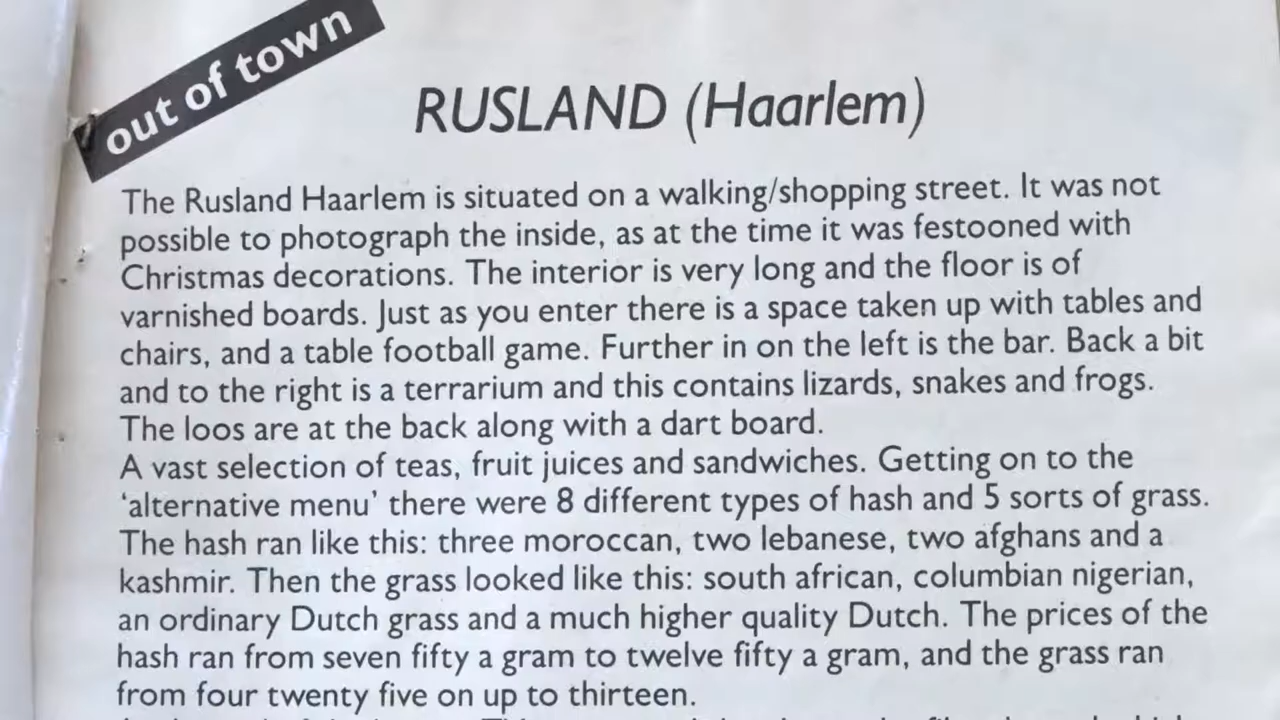 out of town
RUSLAND (Haarlem)
The Rusland Haarlem is situated on a walking/shopping street. It was not
possible to photograph the inside, as at the time it was festooned with
Christmas decorations. The interior is very long and the floor is of
varnished boards. Just as you enter there is a space taken up with tables and
chairs, and a table football game. Further in on the left is the bar. Back a bit
and to the right is a terrarium and this contains lizards, snakes and frogs.
The loos are at the back along with a dart board.
A vast selection of teas, fruit juices and sandwiches. Getting on to the
‘alternative menu’ there were 8 different types of hash and 5 sorts of grass.
The hash ran like this: three moroccan, two lebanese, two afghans and a
kashmir. Then the grass looked like this: south african, columbian nigerian,
an ordinary Dutch grass and a much higher quality Dutch. The prices of the
hash ran from seven fifty a gram to twelve fifty a gram, and the grass ran
from four twenty five on up to thirteen.